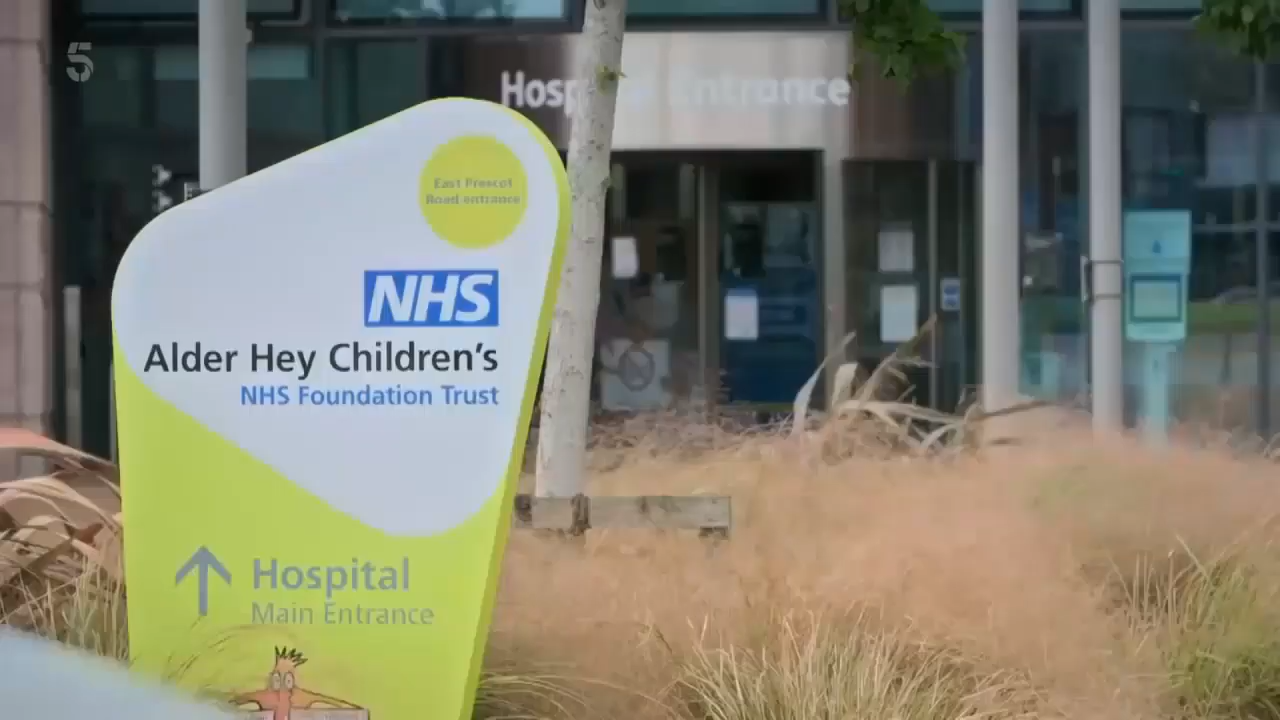 5
Hospital Entrance
East Prescot
Road entrance
NHS
Alder Hey Children's
NHS Foundation Trust
Hospital
Main Entrance